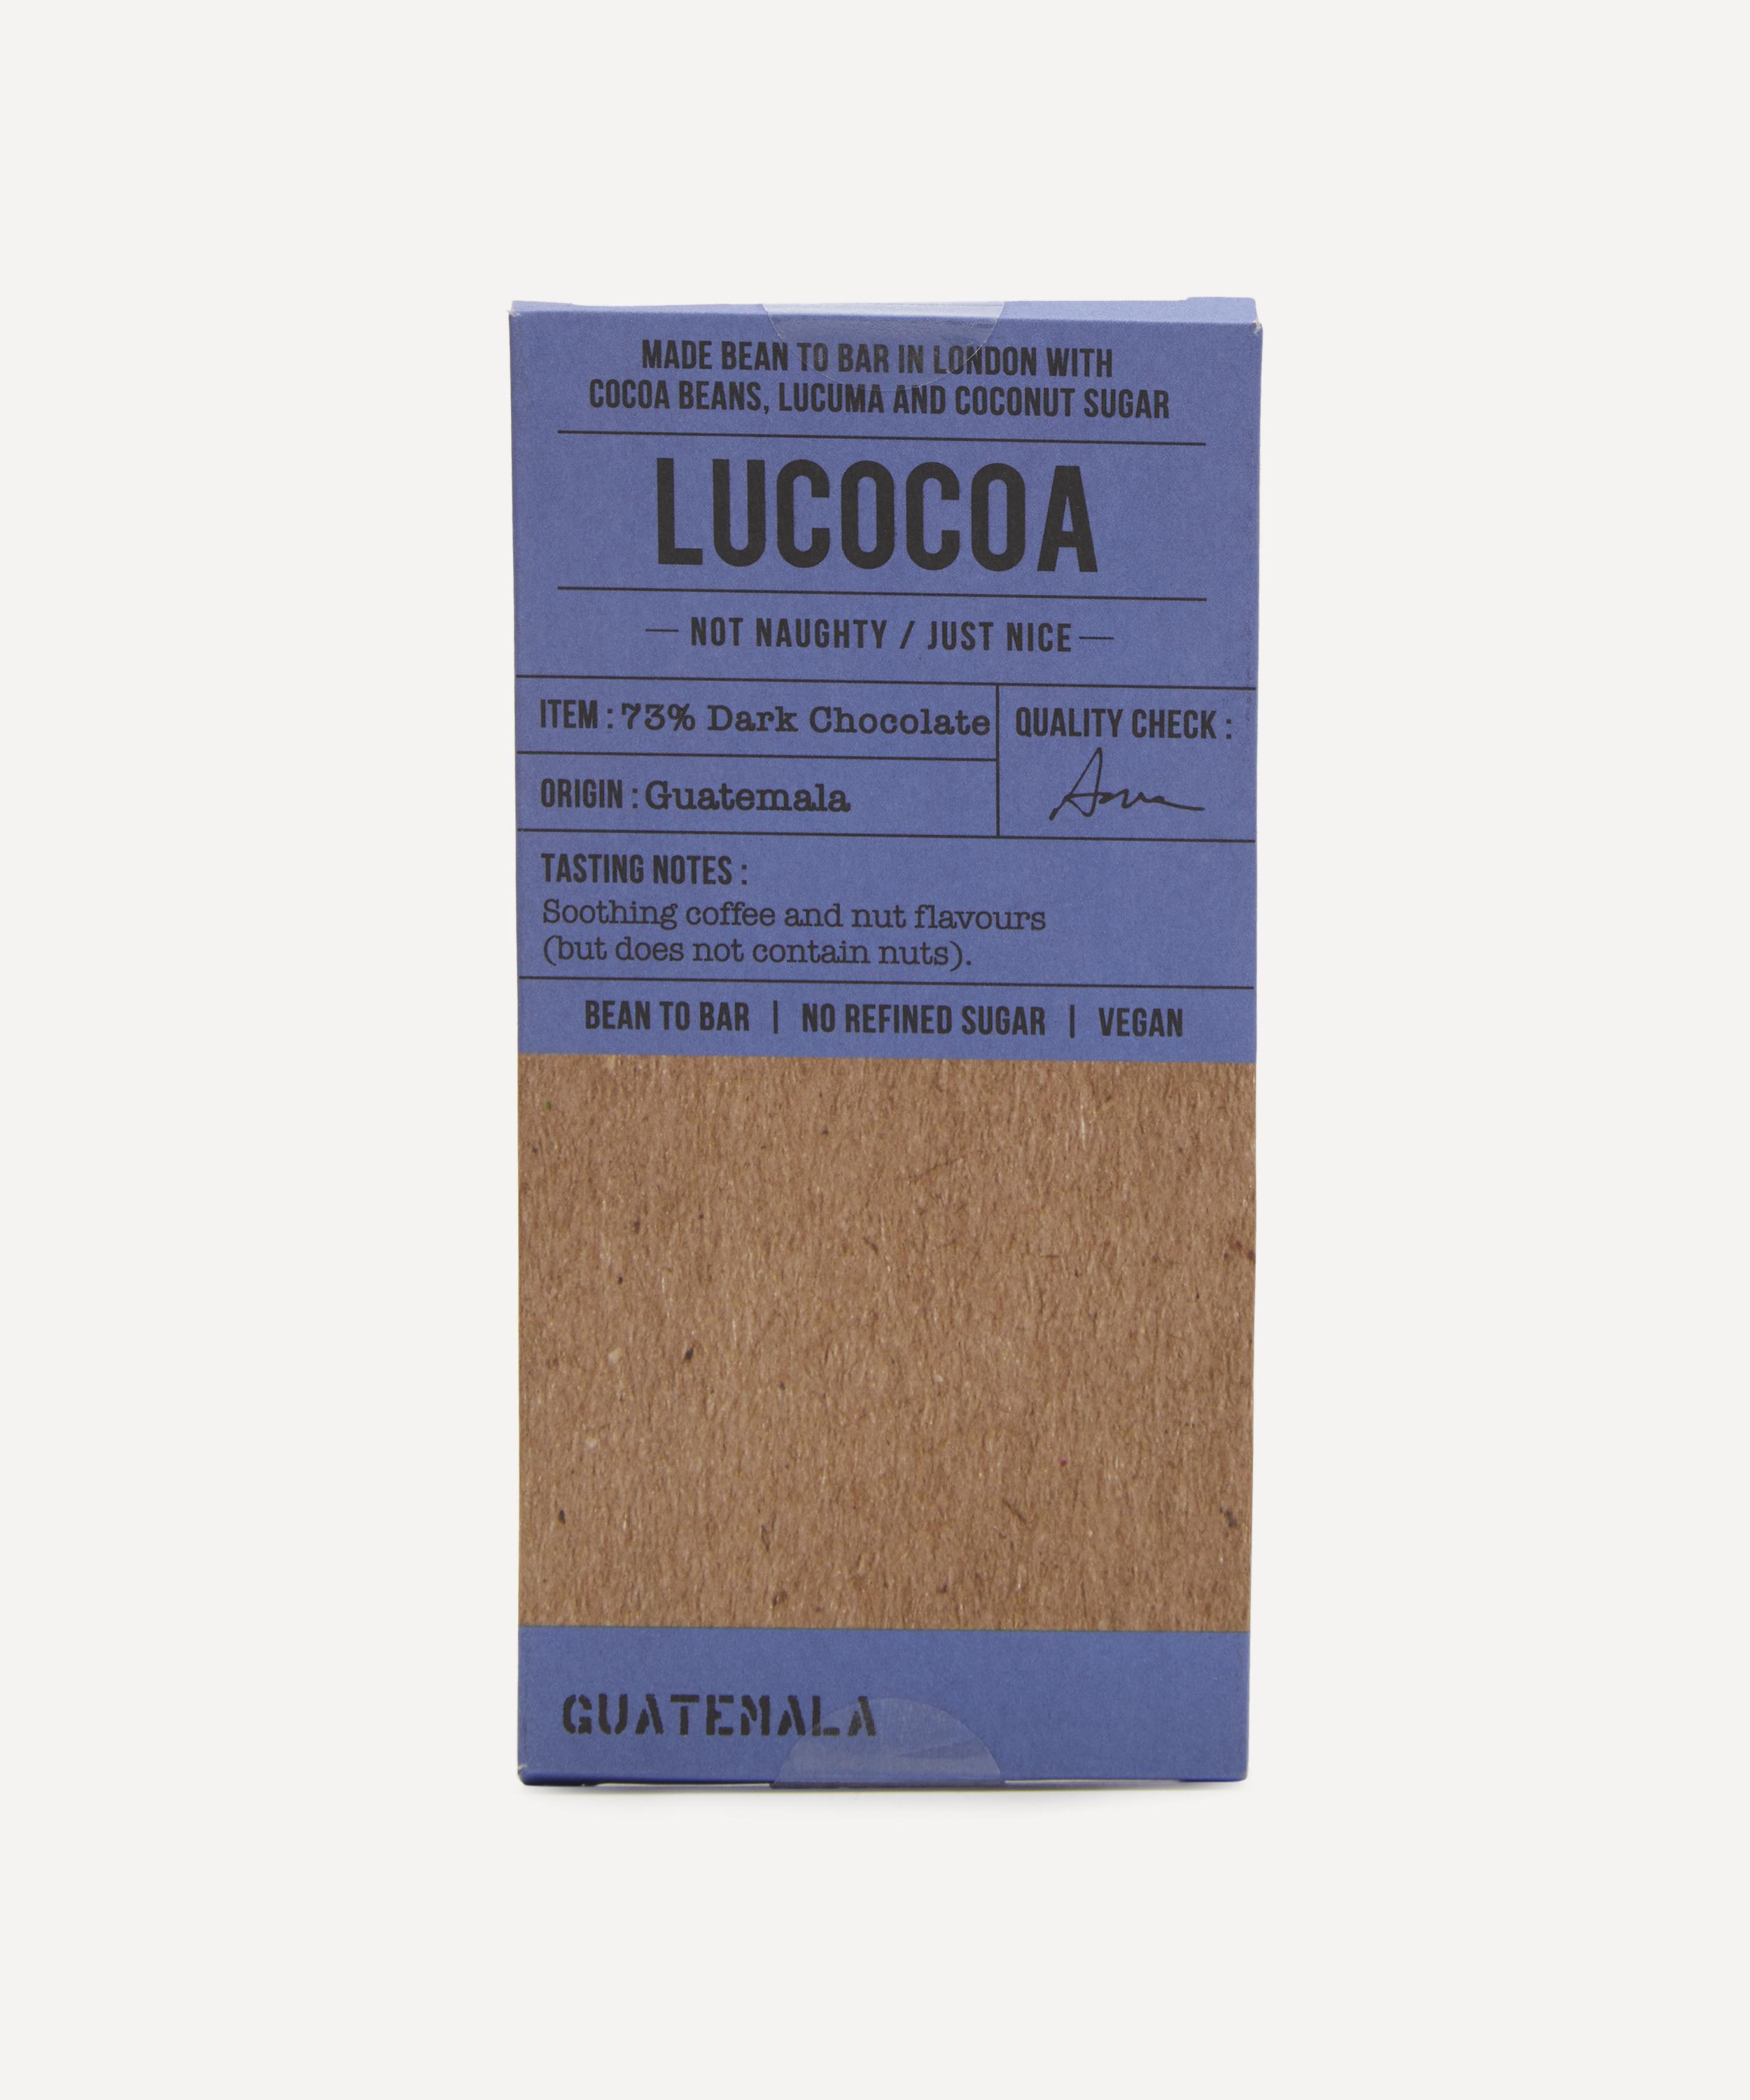 MADE BEAN TO BAR IN LONDON WITH
COCOA BEANS, LUCUMA AND COCONUT SUGAR
LUCOCOA
— NOT NAUGHTY / JUST NICE —
ITEM : 73% Dark Chocolate
QUALITY CHECK :
ORIGIN : Guatemala
TASTING NOTES :
Soothing coffee and nut flavours
(but does not contain nuts).
BEAN TO BAR | NO REFINED SUGAR | VEGAN
GUATEMALA